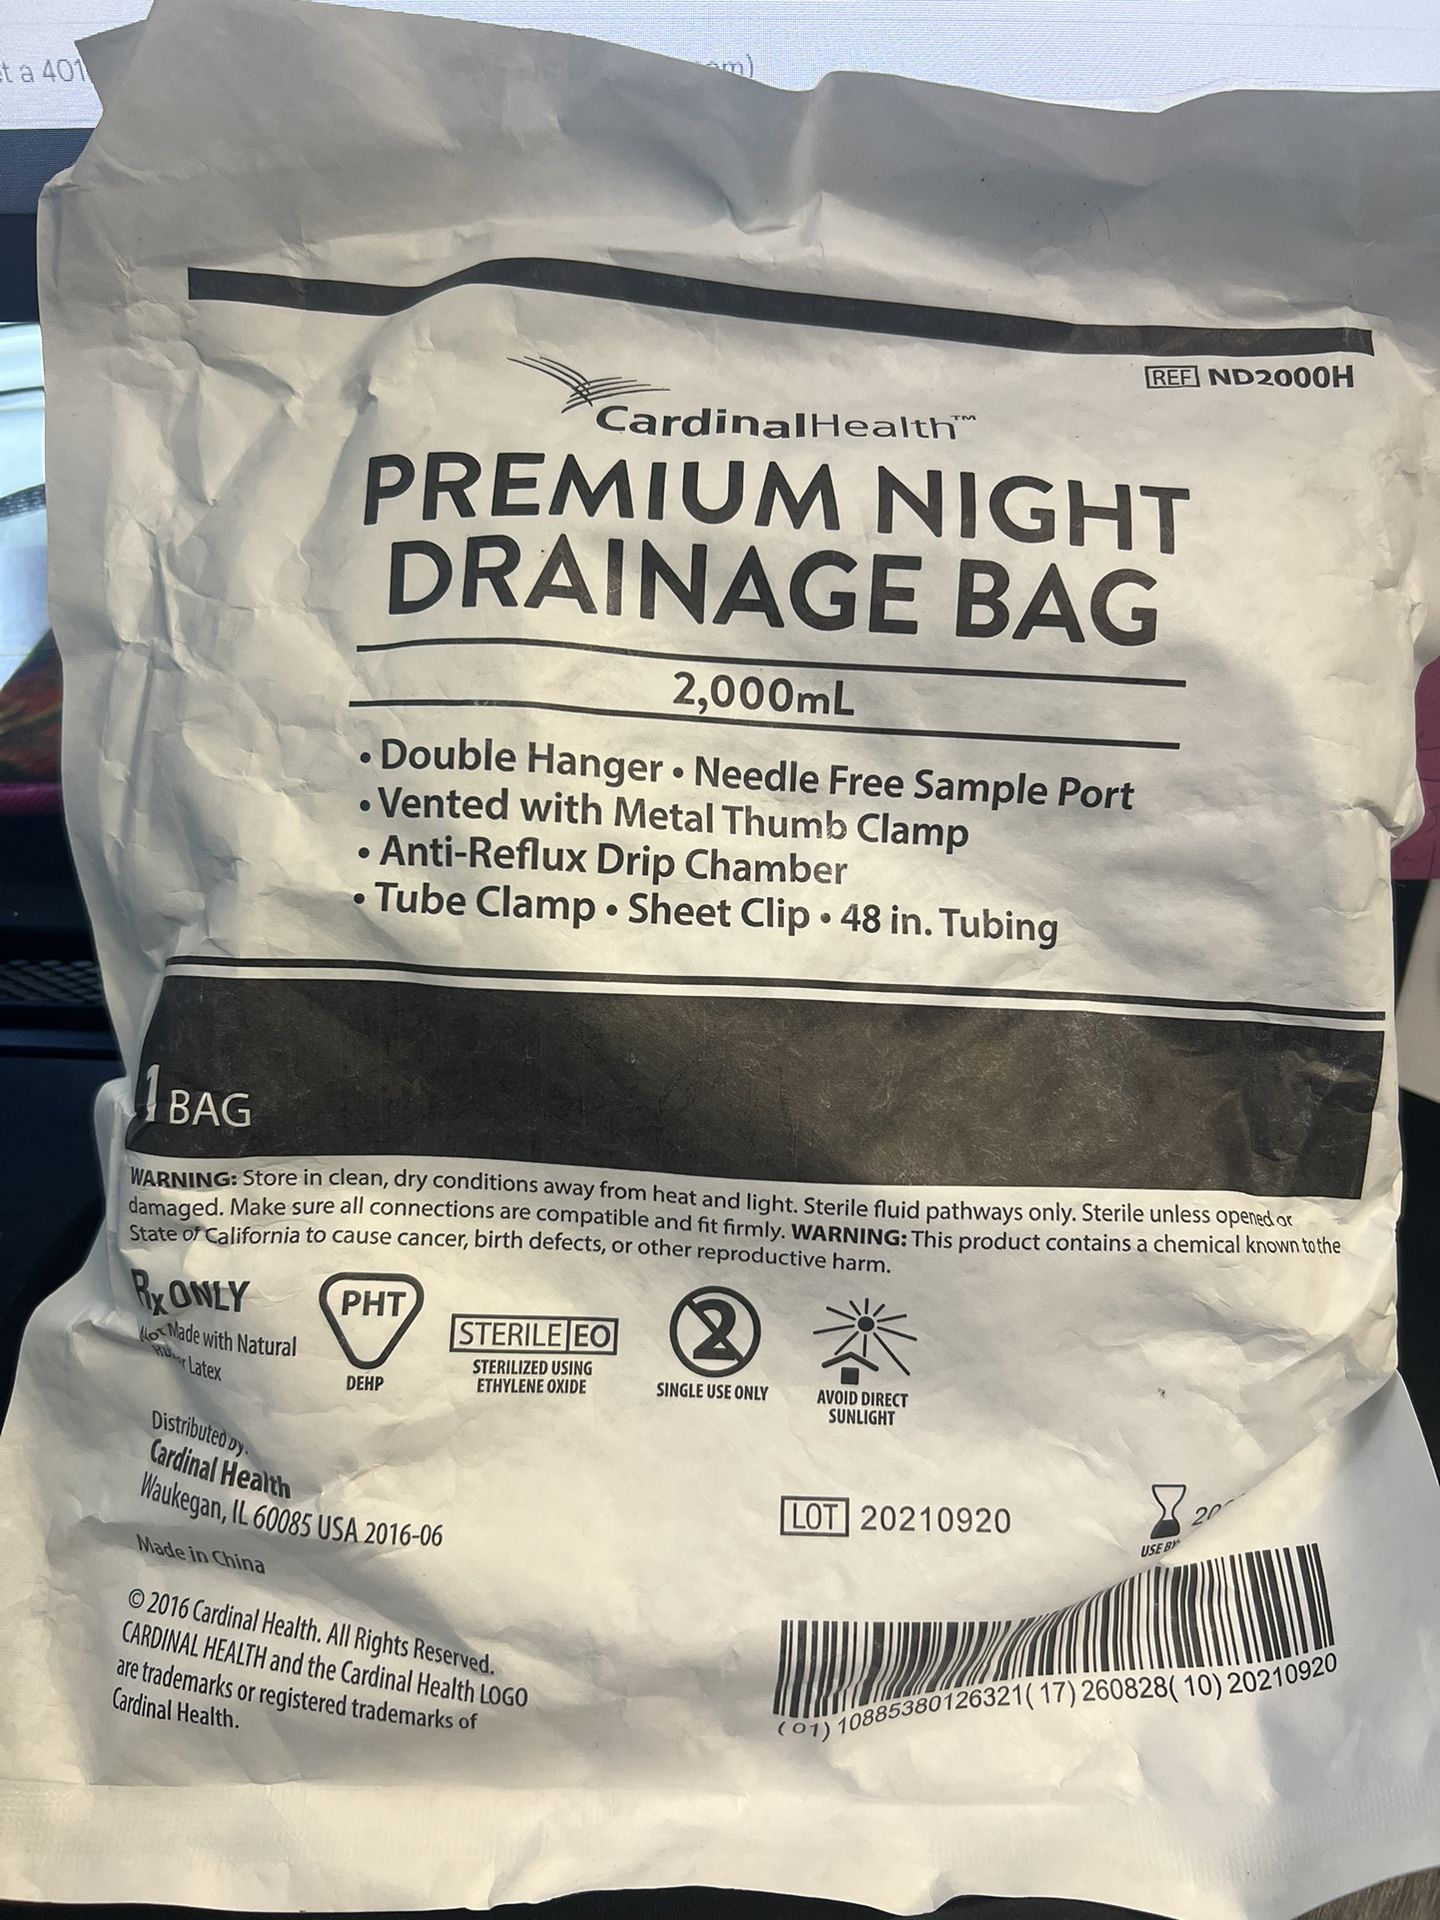 t a 401
om)
REF ND2000H
CardinalHealth™
PREMIUM NIGHT
DRAINAGE BAG
2,000mL
• Double Hanger • Needle Free Sample Port
• Vented with Metal Thumb Clamp
• Anti-Reflux Drip Chamber
• Tube Clamp • Sheet Clip • 48 in. Tubing
1 BAG
WARNING: Store in clean, dry conditions away from heat and light. Sterile fluid pathways only. Sterile unless opened or
damaged. Make sure all connections are compatible and fit firmly. WARNING: This product contains a chemical known to the
State of California to cause cancer, birth defects, or other reproductive harm.
Rx ONLY
Not Made with Natural
Latex
PHT
DEHP
STERILE EO
STERILIZED USING
ETHYLENE OXIDE
2
SINGLE USE ONLY
AVOID DIRECT
SUNLIGHT
Distributed by:
Cardinal Health
Waukegan, IL 60085 USA 2016-06
Made in China
© 2016 Cardinal Health. All Rights Reserved.
CARDINAL HEALTH and the Cardinal Health LOGO
are trademarks or registered trademarks of
Cardinal Health.
LOT 20210920
USE BY
(01) 10885380126321( 17) 260828( 10) 20210920